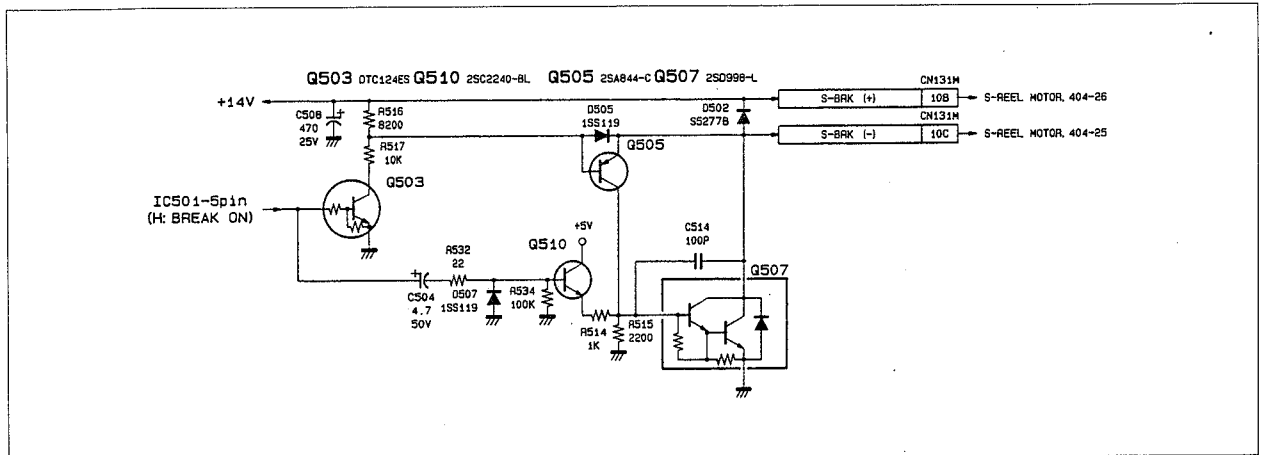 Q503 DTC124ES Q510 2SC2240-BL Q505 2SA844-C Q507 2SD998-L
CN131M
+14V
S-BRK (+)
10B
S-REEL MOTOR, 404-26
C508
470
25V
R516
8200
D505
1SS119
D502
S5277B
CN131M
S-BRK (-)
10C
S-REEL MOTOR, 404-25
R517
10K
Q505
Q503
IC501-5pin
(H: BREAK ON)
+5V
C514
100P
Q510
Q507
R532
22
C504
4.7
50V
D507
1SS119
R534
100K
R514
1K
R515
2200